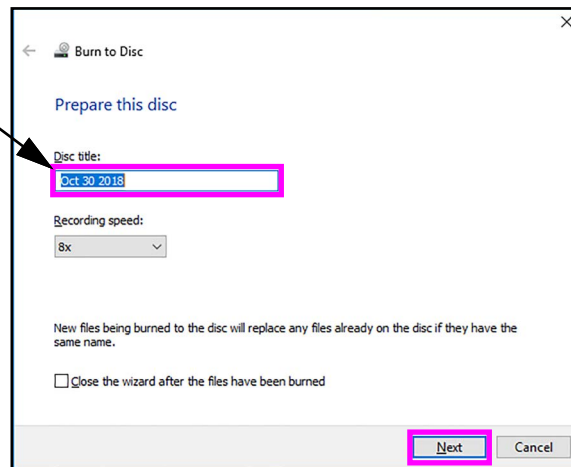 Burn to Disc
Prepare this disc
Disc title:
Oct 30 2018
Recording speed:
8x
New files being burned to the disc will replace any files already on the disc if they have the
same name.
Close the wizard after the files have been burned
Next Cancel